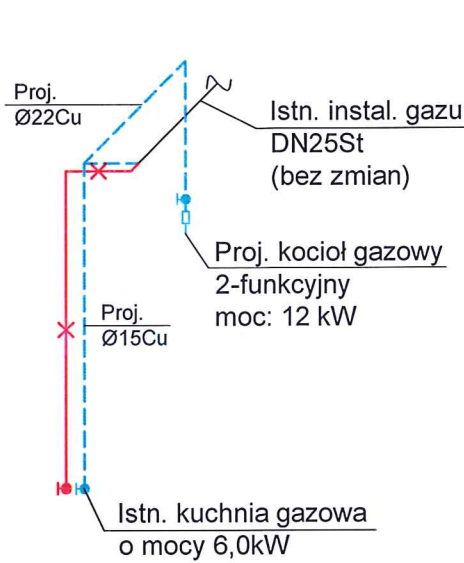 Proj.
Ø22Cu
Istn. instal. gazu
DN25St
(bez zmian)
Proj. kocioł gazowy
2-funkcyjny
moc: 12 kW
Proj.
Ø15Cu
Istn. kuchnia gazowa
o mocy 6,0kW